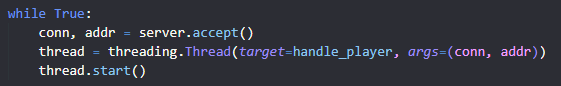 while True:
    conn, addr = server.accept()
    thread = threading.Thread(target=handle_player, args=(conn, addr))
    thread.start()